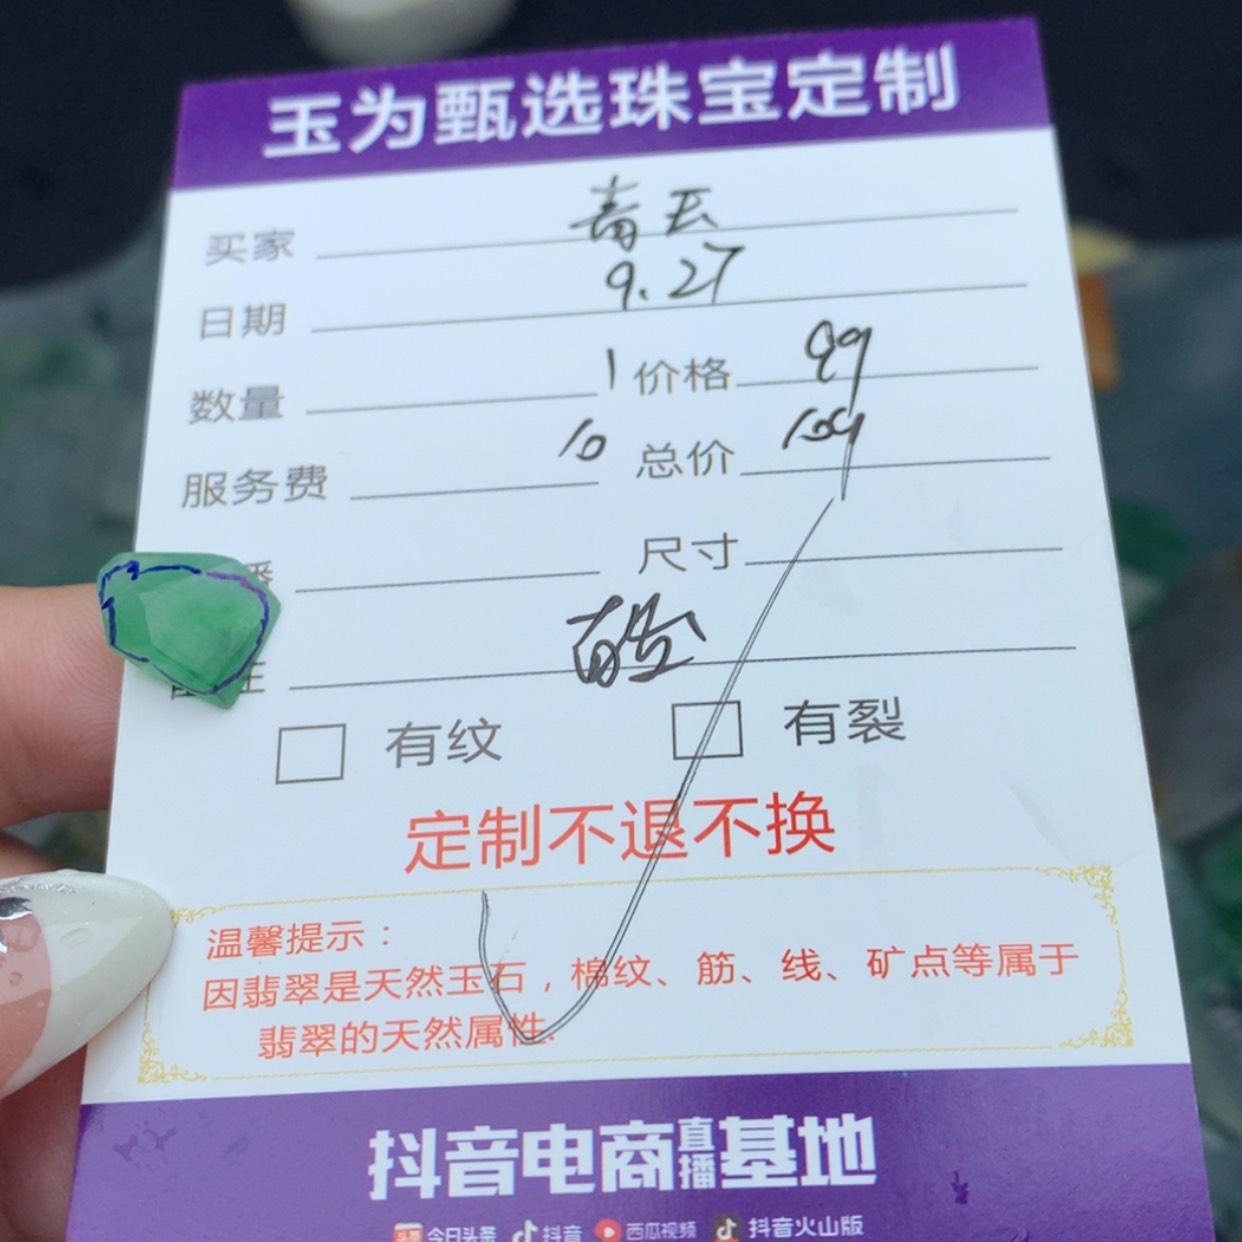 玉为甄选珠宝定制
买家 青云
日期 9.27
数量 1 价格 99
服务费 10 总价 109
尺寸
有纹 有裂
定制不退不换
温馨提示：
因翡翠是天然玉石，棉纹、筋、线、矿点等属于
翡翠的天然属性.
抖音电商直播基地
今日头条 抖音 西瓜视频 抖音火山版